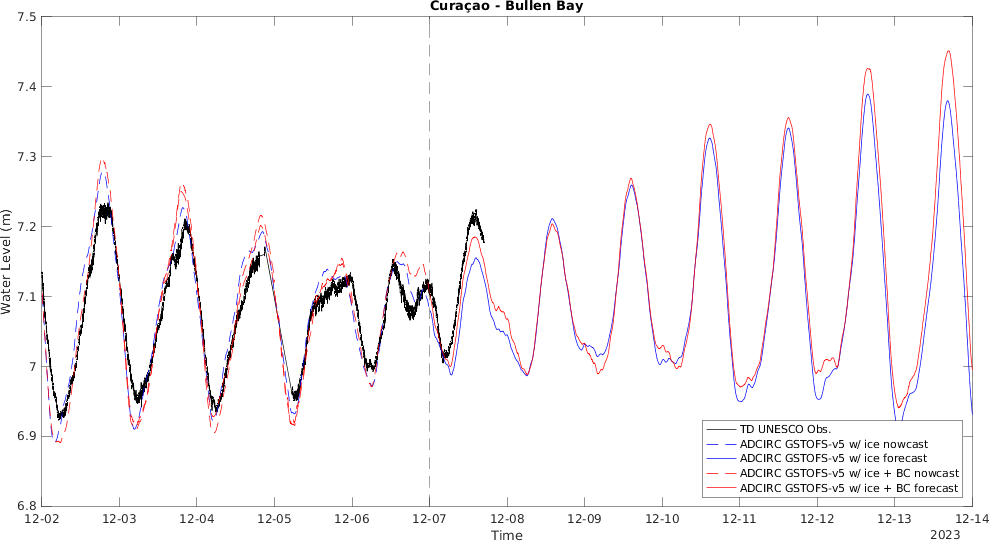 Curaçao - Bullen Bay
7.5
7.4
7.3
7.2
7.1
7
6.9
6.8
Water Level (m)
TD UNESCO Obs.
ADCIRC GSTOFS-v5 w/ ice nowcast
ADCIRC GSTOFS-v5 w/ ice forecast
ADCIRC GSTOFS-v5 w/ ice + BC nowcast
ADCIRC GSTOFS-v5 w/ ice + BC forecast
12-02 12-03 12-04 12-05 12-06 12-07 12-08 12-09 12-10 12-11 12-12 12-13 12-14
Time
2023